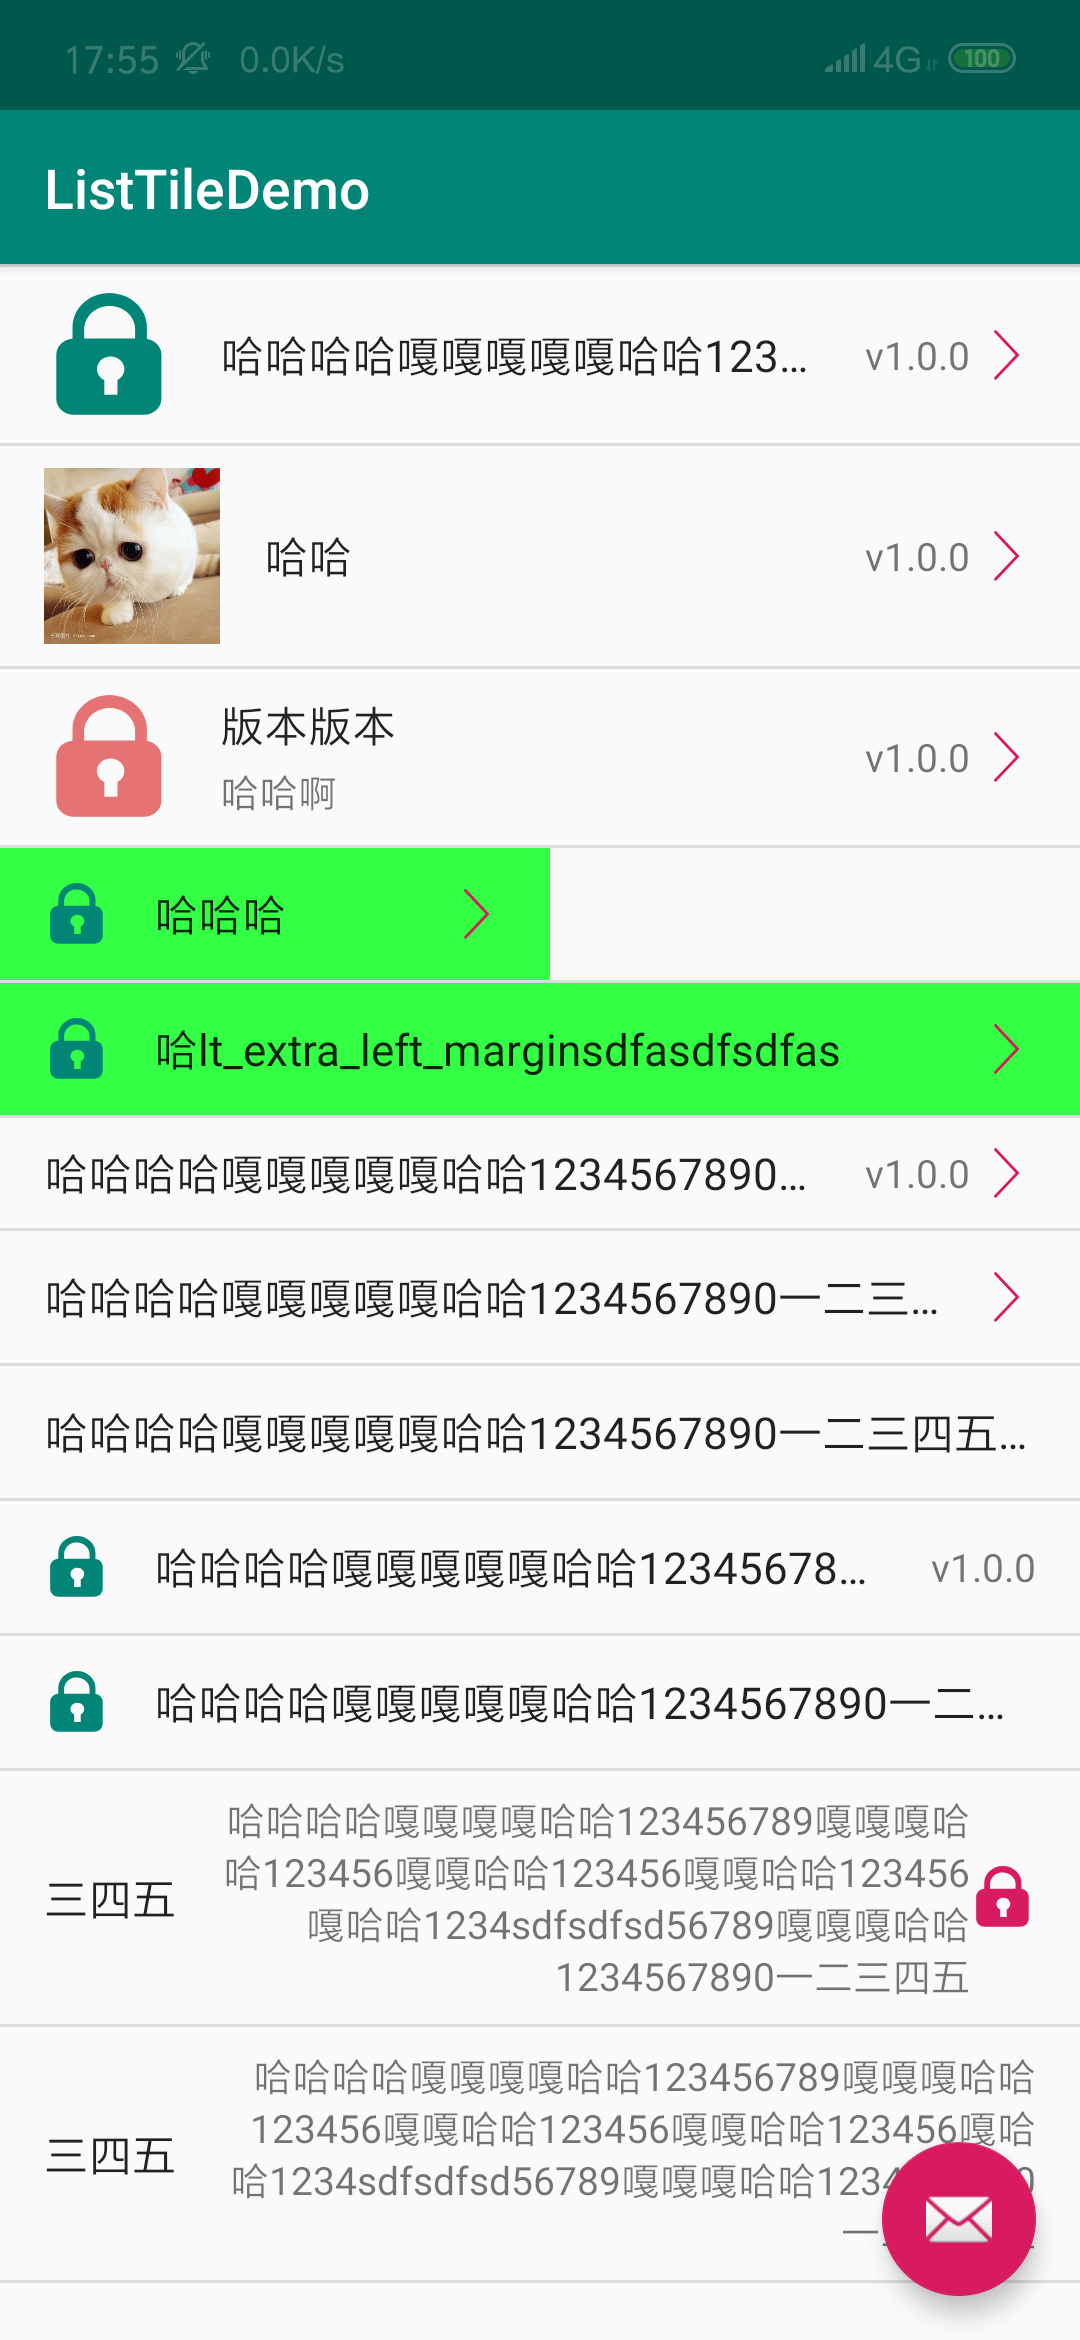 17:55 0.0K/s 4G 100
ListTileDemo
哈哈哈哈嘎嘎嘎嘎嘎哈哈123... v1.0.0
哈哈 v1.0.0
版本版本
哈哈啊
v1.0.0
哈哈哈
哈lt_extra_left_marginsdfasdfsdfas
哈哈哈哈嘎嘎嘎嘎嘎哈哈1234567890... v1.0.0
哈哈哈哈嘎嘎嘎嘎嘎哈哈1234567890一二三...
哈哈哈哈嘎嘎嘎嘎嘎哈哈1234567890一二三四五...
哈哈哈哈嘎嘎嘎嘎嘎哈哈12345678... v1.0.0
哈哈哈哈嘎嘎嘎嘎嘎哈哈1234567890一二...
三四五
哈哈哈哈嘎嘎嘎嘎哈哈123456789嘎嘎嘎哈
哈123456嘎嘎哈哈123456嘎嘎哈哈123456
嘎哈哈1234sdfsdfsd56789嘎嘎嘎哈哈
1234567890一二三四五
三四五
哈哈哈哈嘎嘎嘎嘎哈哈123456789嘎嘎嘎哈哈
123456嘎嘎哈哈123456嘎嘎哈哈123456嘎哈
哈1234sdfsdfsd56789嘎嘎嘎哈哈123
一